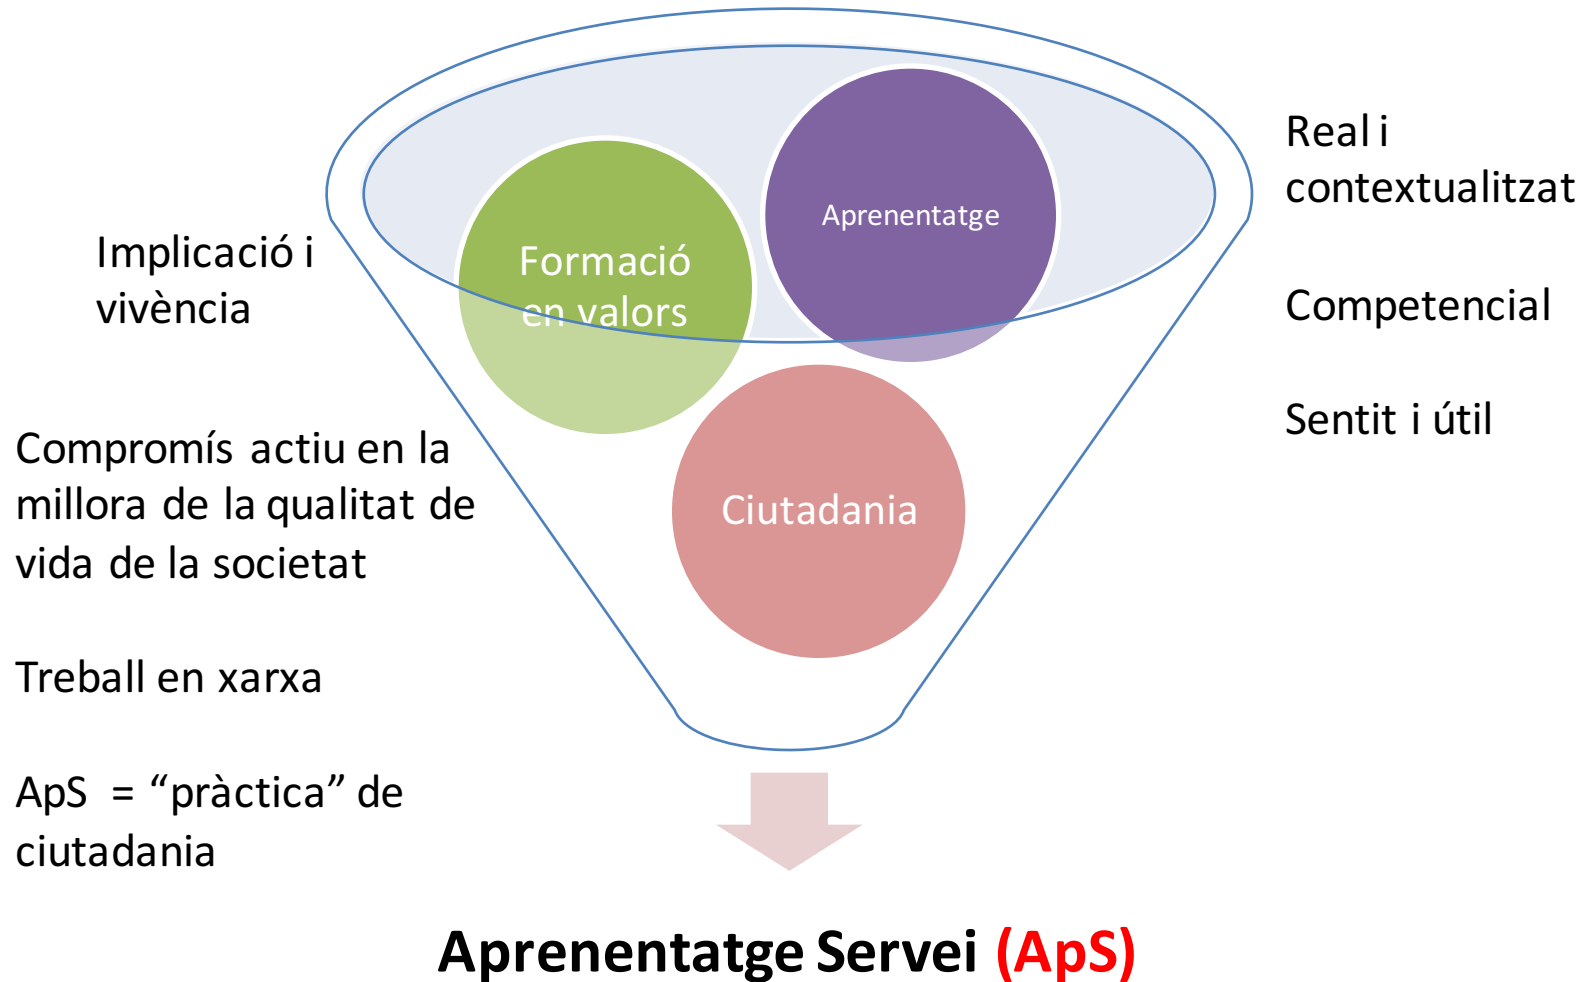 Implicació i
vivència
Compromís actiu en la
millora de la qualitat de
vida de la societat
Treball en xarxa
ApS = “pràctica” de
ciutadania
Formació
en valors
Aprenentatge
Ciutadania
Real i
contextualitzat
Competencial
Sentit i útil
Aprenentatge Servei (ApS)